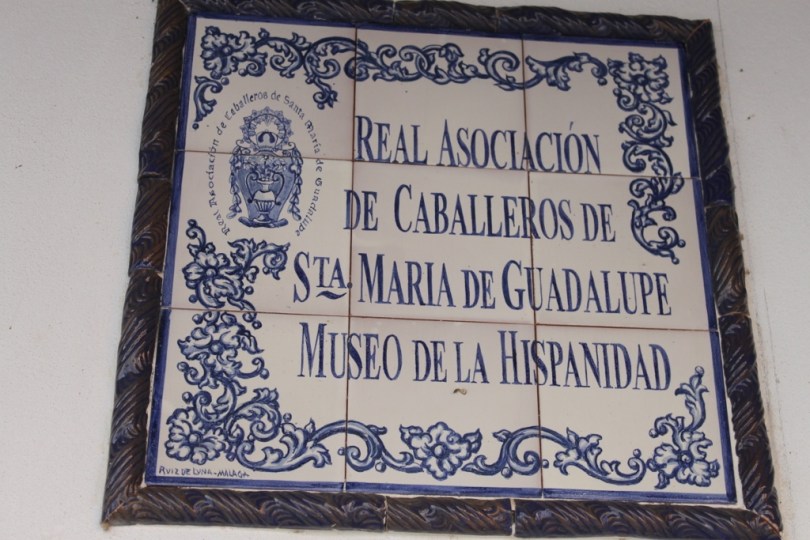 Real Asociación de Caballeros de Santa María de Guadalupe
REAL ASOCIACIÓN
DE CABALLEROS DE
STA. MARIA DE GUADALUPE
MUSEO DE LA HISPANIDAD
RUIZ DE LUNA - MALAGA